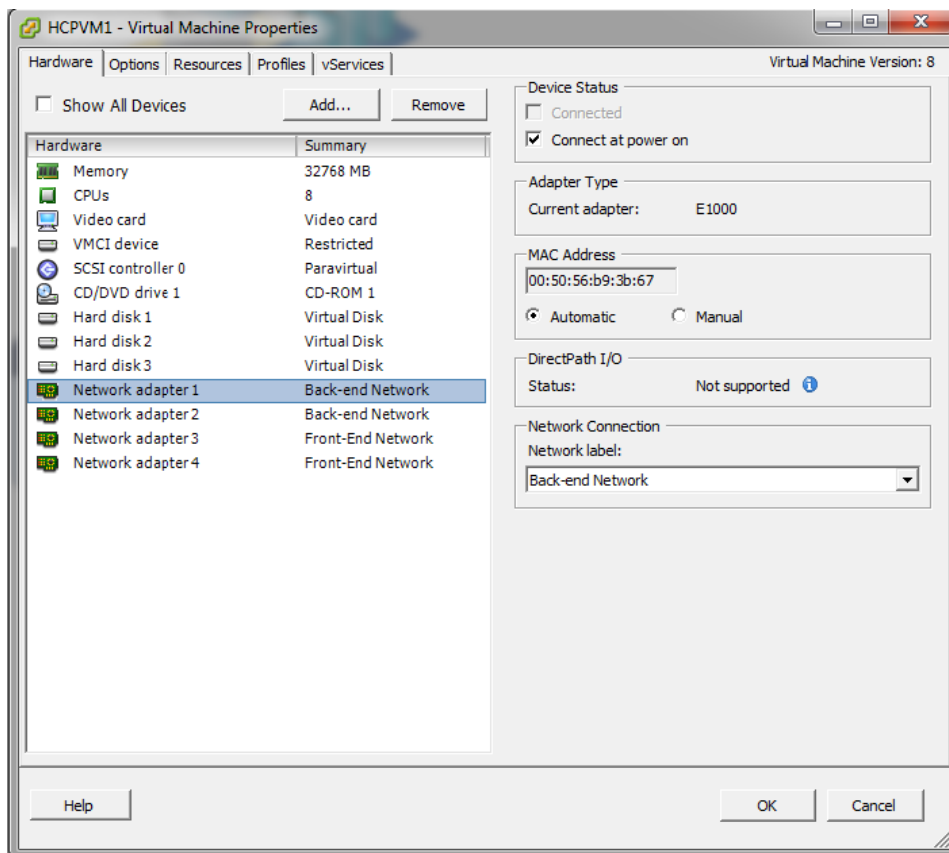 HCPVM1 - Virtual Machine Properties
Hardware Options Resources Profiles vServices
Virtual Machine Version: 8
Show All Devices
Add...
Remove
Hardware Summary
Memory 32768 MB
CPUs 8
Video card Video card
VMCI device Restricted
SCSI controller 0 Paravirtual
CD/DVD drive 1 CD-ROM 1
Hard disk 1 Virtual Disk
Hard disk 2 Virtual Disk
Hard disk 3 Virtual Disk
Network adapter 1 Back-end Network
Network adapter 2 Back-end Network
Network adapter 3 Front-End Network
Network adapter 4 Front-End Network
Device Status
Connected
Connect at power on
Adapter Type
Current adapter: E1000
MAC Address
00:50:56:b9:3b:67
Automatic Manual
DirectPath I/O
Status: Not supported
Network Connection
Network label:
Back-end Network
Help
OK
Cancel